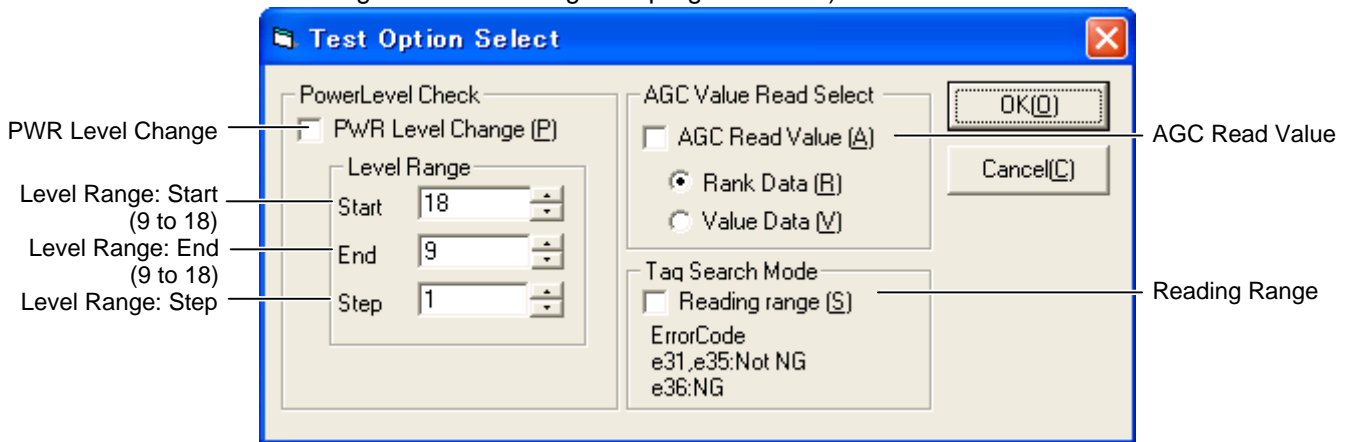 Test Option Select
PowerLevel Check
PWR Level Change (P)
Level Range
Start 18
End 9
Step 1
AGC Value Read Select
AGC Read Value (A)
Rank Data (R)
Value Data (V)
Tag Search Mode
Reading range (S)
ErrorCode
e31,e35:Not NG
e36:NG
OK(O)
Cancel(C)
PWR Level Change
Level Range: Start
(9 to 18)
Level Range: End
(9 to 18)
Level Range: Step
AGC Read Value
Reading Range